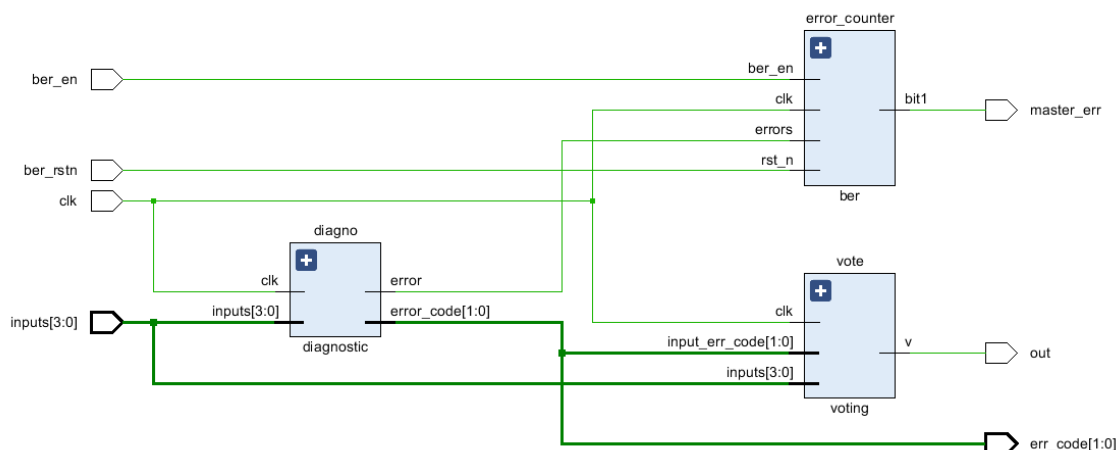 error_counter
ber_en
ber_en
clk
bit1
master_err
errors
ber_rstn
rst_n
clk
ber
diagno
vote
clk
error
inputs[3:0]
inputs[3:0]
error_code[1:0]
clk
diagnostic
input_err_code[1:0]
v
out
inputs[3:0]
voting
err_code[1:0]